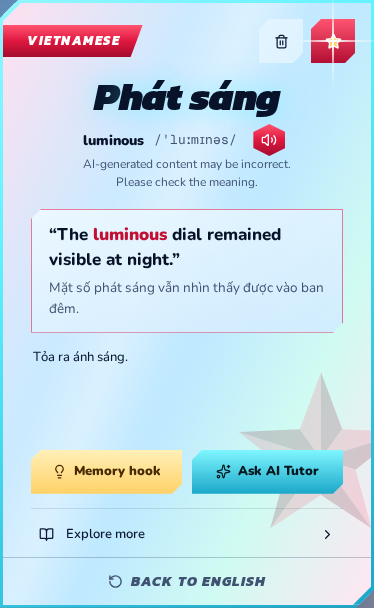 VIETNAMESE
Phát sáng
luminous /ˈluːmɪnəs/
AI-generated content may be incorrect.
Please check the meaning.
“The luminous dial remained
visible at night.”
Mặt số phát sáng vẫn nhìn thấy được vào ban
đêm.
Tỏa ra ánh sáng.
Memory hook
Ask AI Tutor
Explore more
BACK TO ENGLISH